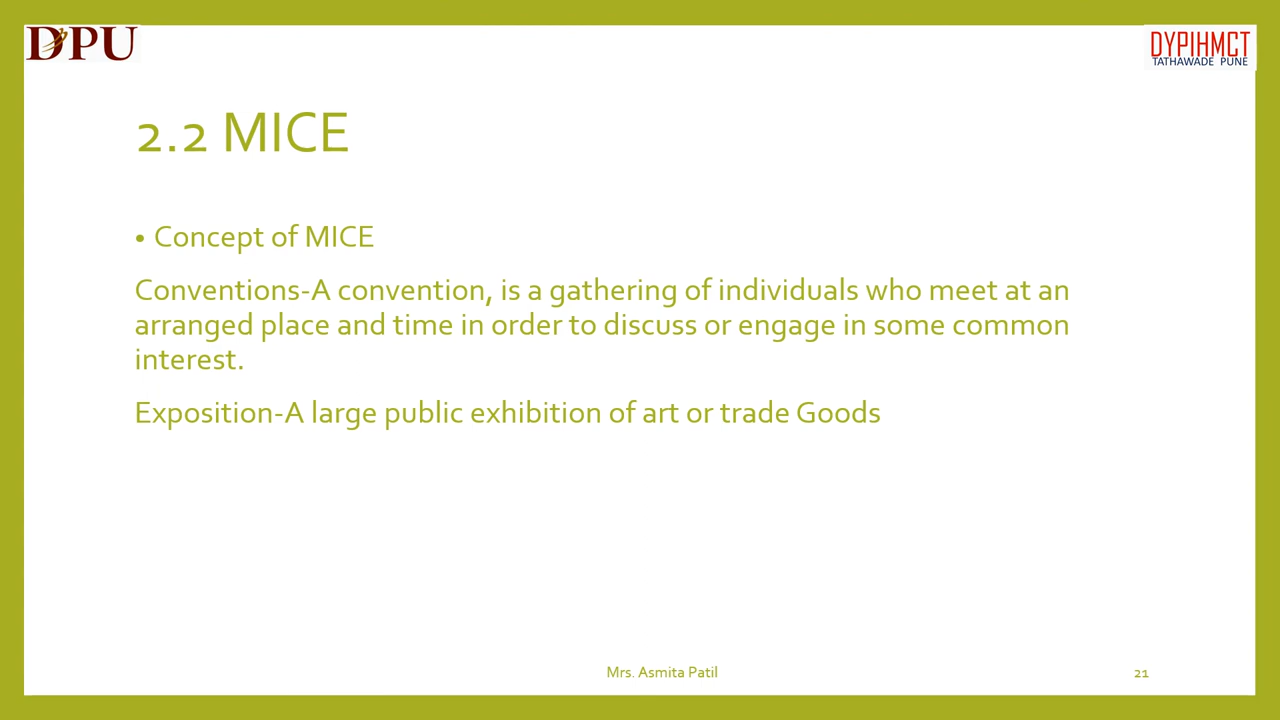 DPU
DYPIHMCT
TATHAWADE PUNE
2.2 MICE
• Concept of MICE
Conventions-A convention, is a gathering of individuals who meet at an
arranged place and time in order to discuss or engage in some common
interest.
Exposition-A large public exhibition of art or trade Goods
Mrs. Asmita Patil
21